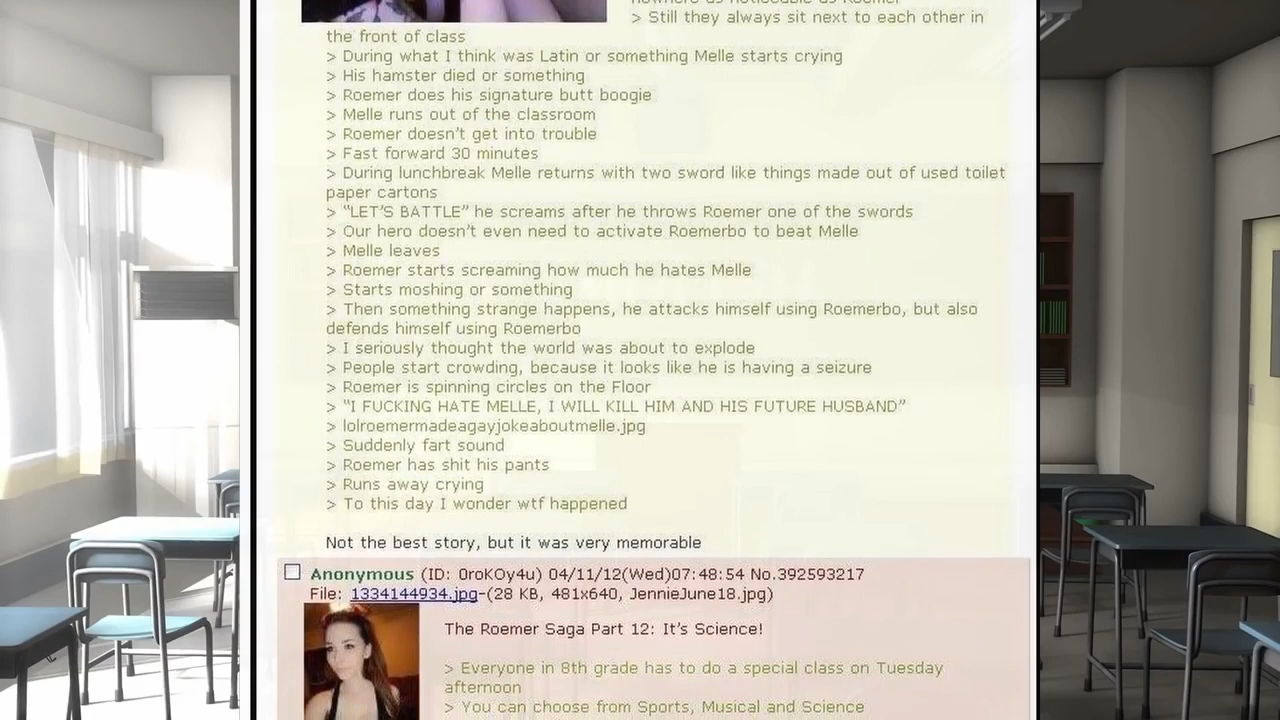 > Still they always sit next to each other in
the front of class
> During what I think was Latin or something Melle starts crying
> His hamster died or something
> Roemer does his signature butt boogie
> Melle runs out of the classroom
> Roemer doesn't get into trouble
> Fast forward 30 minutes
> During lunchbreak Melle returns with two sword like things made out of used toilet
paper cartons
> “LET'S BATTLE” he screams after he throws Roemer one of the swords
> Our hero doesn't even need to activate Roemerbo to beat Melle
> Melle leaves
> Roemer starts screaming how much he hates Melle
> Starts moshing or something
> Then something strange happens, he attacks himself using Roemerbo, but also
defends himself using Roemerbo
> I seriously thought the world was about to explode
> People start crowding, because it looks like he is having a seizure
> Roemer is spinning circles on the Floor
> “I FUCKING HATE MELLE, I WILL KILL HIM AND HIS FUTURE HUSBAND”
> lolroemermadeagayjokeaboutmelle.jpg
> Suddenly fart sound
> Roemer has shit his pants
> Runs away crying
> To this day I wonder wtf happened
Not the best story, but it was very memorable
Anonymous (ID: 0roKOy4u) 04/11/12(Wed)07:48:54 No.392593217
File: 1334144934.jpg-(28 KB, 481x640, JennieJune18.jpg)
The Roemer Saga Part 12: It's Science!
> Everyone in 8th grade has to do a special class on Tuesday
afternoon
> You can choose from Sports, Musical and Science